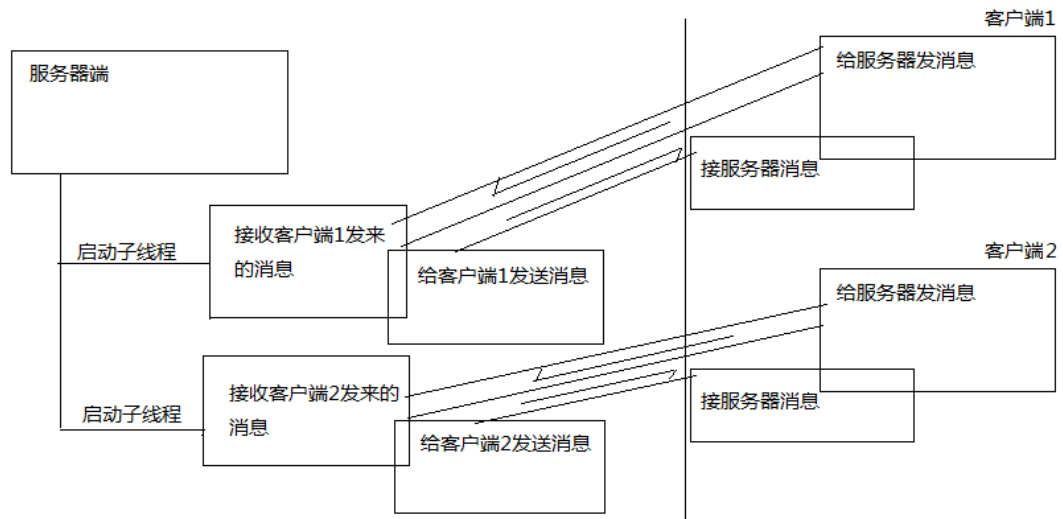 客户端1
服务器端
给服务器发消息
接服务器消息
接收客户端1发来
的消息
启动子线程
给客户端1发送消息
客户端2
给服务器发消息
接收客户端2发来的
消息
接服务器消息
启动子线程
给客户端2发送消息